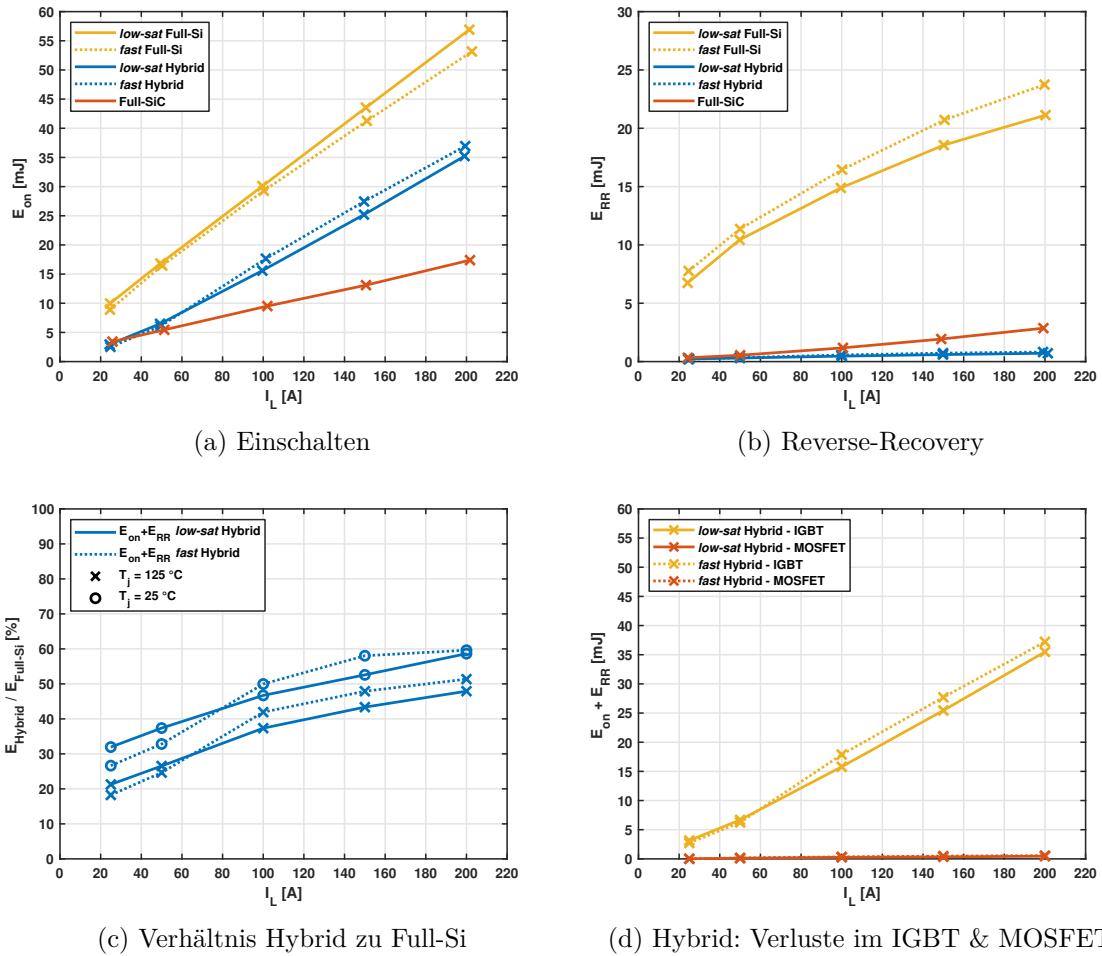 60
55
50
45
40
35
30
25
20
15
10
5
0
E_on [mJ]
low-sat Full-Si
fast Full-Si
low-sat Hybrid
fast Hybrid
Full-SiC
0 20 40 60 80 100 120 140 160 180 200 220
I_L [A]
(a) Einschalten
30
25
20
15
10
5
0
E_RR [mJ]
low-sat Full-Si
fast Full-Si
low-sat Hybrid
fast Hybrid
Full-SiC
0 20 40 60 80 100 120 140 160 180 200 220
I_L [A]
(b) Reverse-Recovery
100
90
80
70
60
50
40
30
20
10
0
E_Hybrid / E_Full-Si [%]
E_on+E_RR low-sat Hybrid
E_on+E_RR fast Hybrid
T_j = 125 °C
T_j = 25 °C
0 20 40 60 80 100 120 140 160 180 200 220
I_L [A]
(c) Verhältnis Hybrid zu Full-Si
60
55
50
45
40
35
30
25
20
15
10
5
0
E_on + E_RR [mJ]
low-sat Hybrid - IGBT
low-sat Hybrid - MOSFET
fast Hybrid - IGBT
fast Hybrid - MOSFET
0 20 40 60 80 100 120 140 160 180 200 220
I_L [A]
(d) Hybrid: Verluste im IGBT & MOSFET